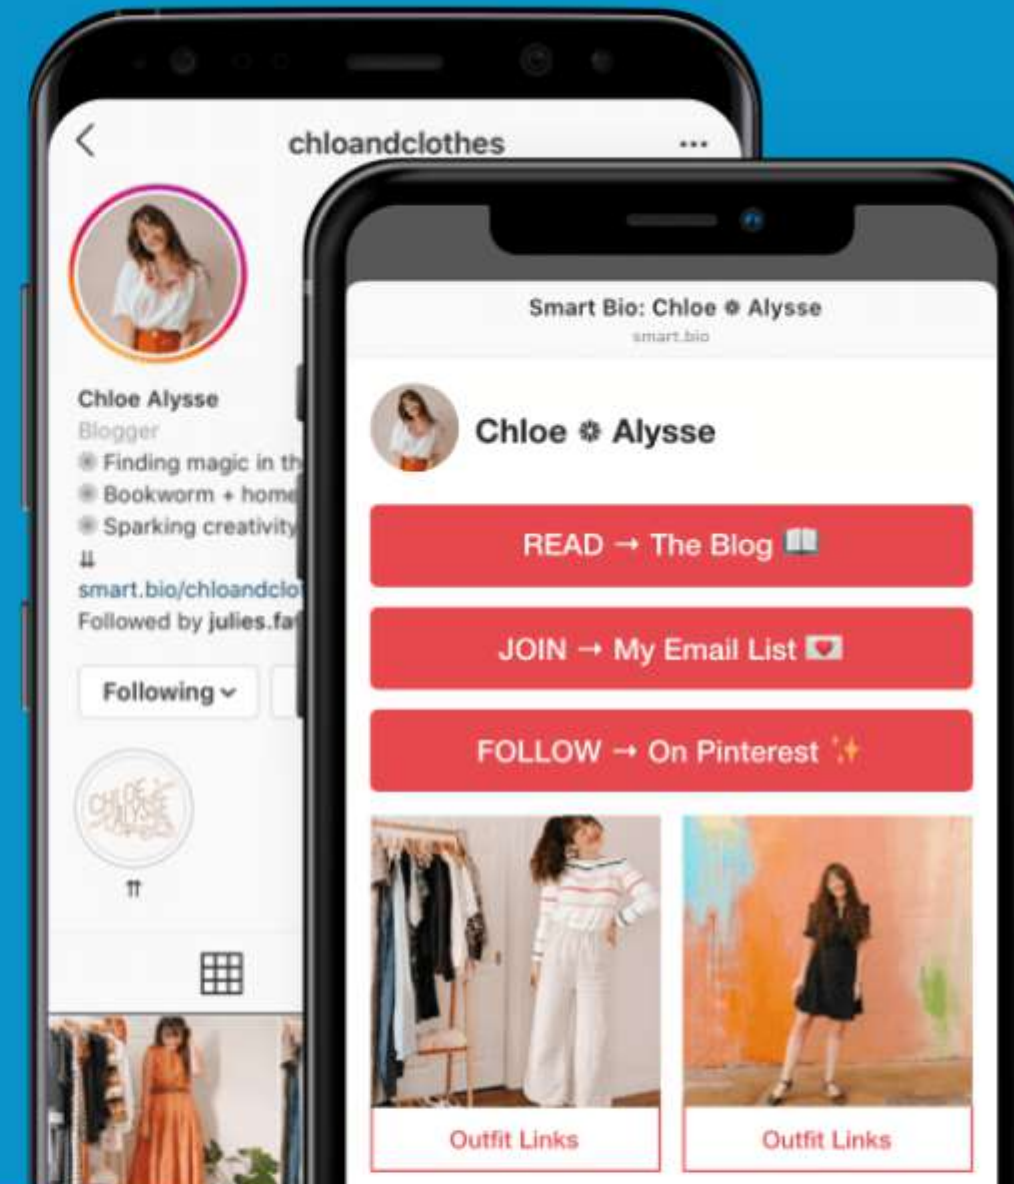 chloandclothes
Chloe Alysse
Blogger
Finding magic in th
Bookworm + home
Sparking creativity
⇊
smart.bio/chloandclo
Followed by julies.fa
Following
CHLOE
ALYSSE
⇈
Smart Bio: Chloe ❁ Alysse
smart.bio
Chloe ❁ Alysse
READ → The Blog 📖
JOIN → My Email List 💌
FOLLOW → On Pinterest ✨
Outfit Links
Outfit Links